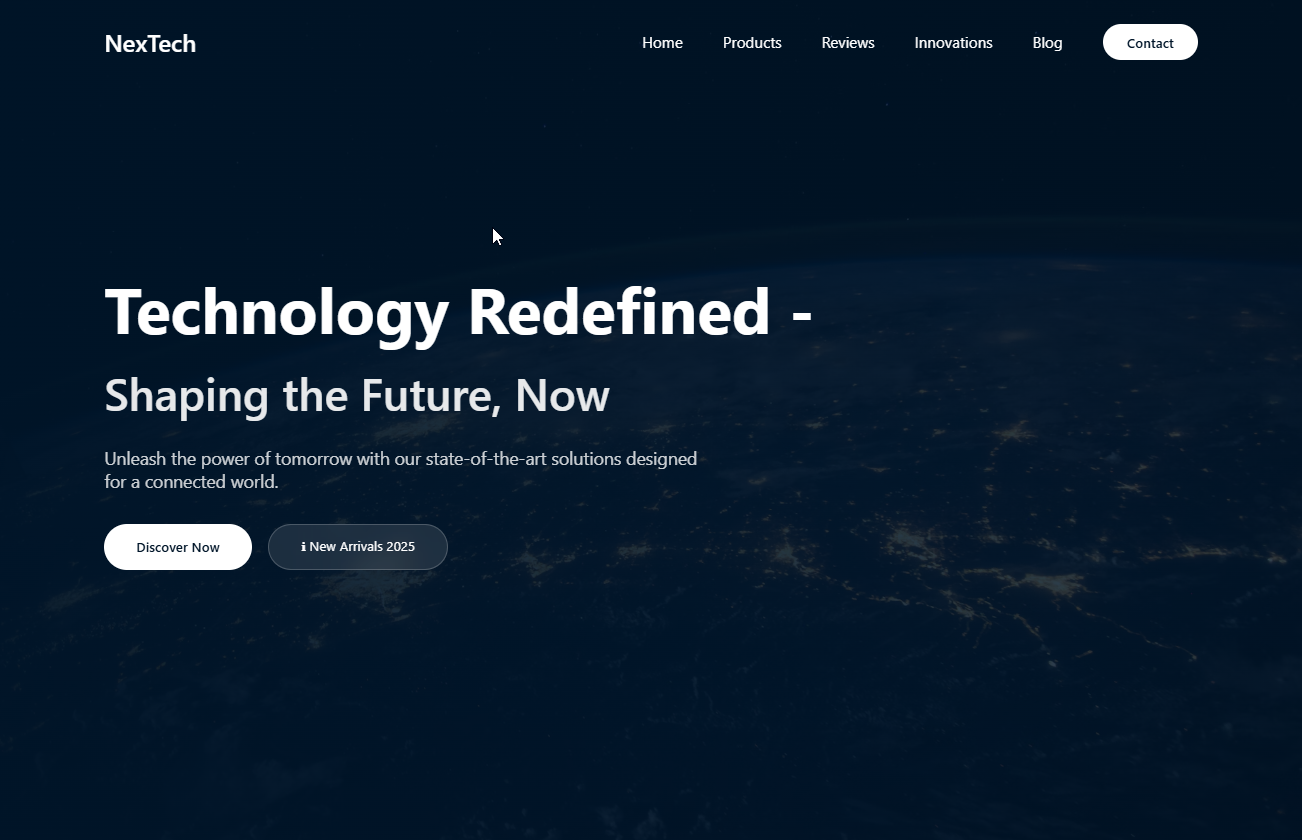 NexTech
Home Products Reviews Innovations Blog Contact
Technology Redefined -
Shaping the Future, Now
Unleash the power of tomorrow with our state-of-the-art solutions designed
for a connected world.
Discover Now
ℹ New Arrivals 2025